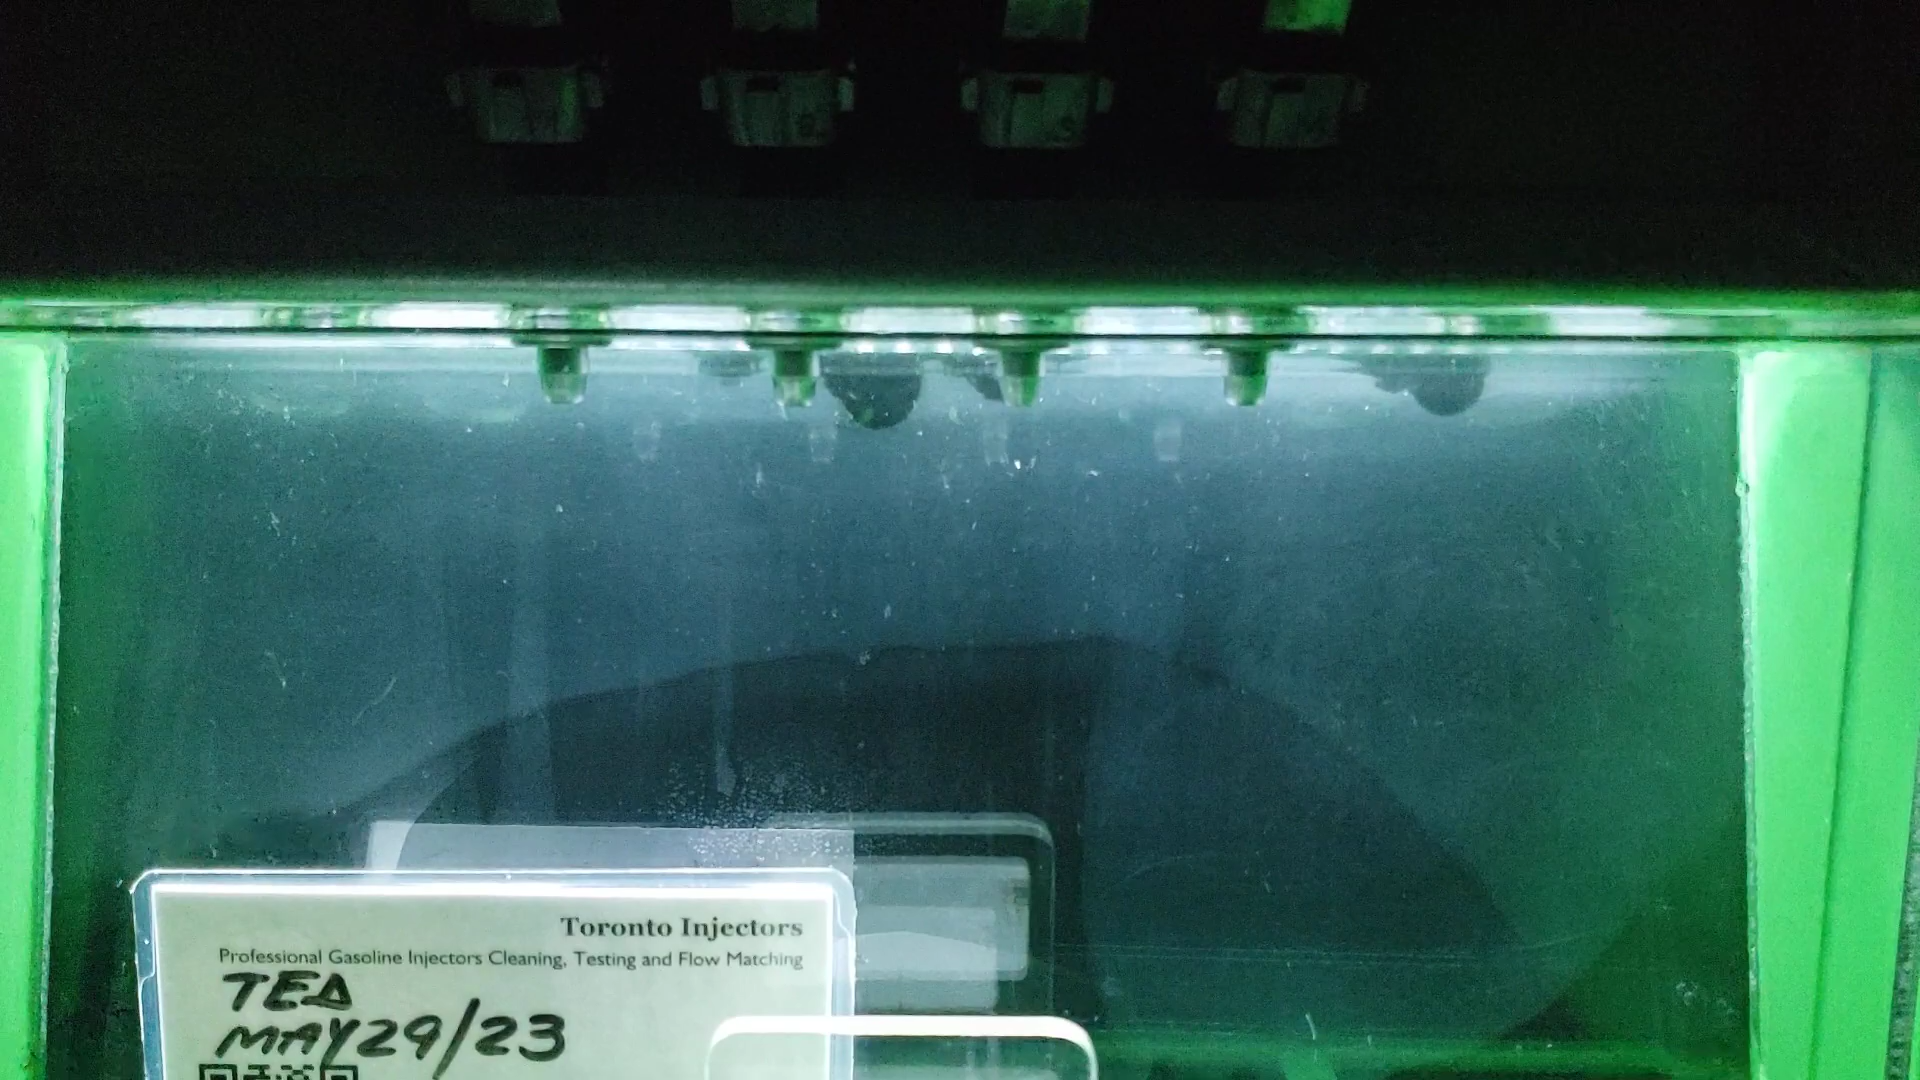 Toronto Injectors
Professional Gasoline Injectors Cleaning, Testing and Flow Matching
TED
MAY29/23